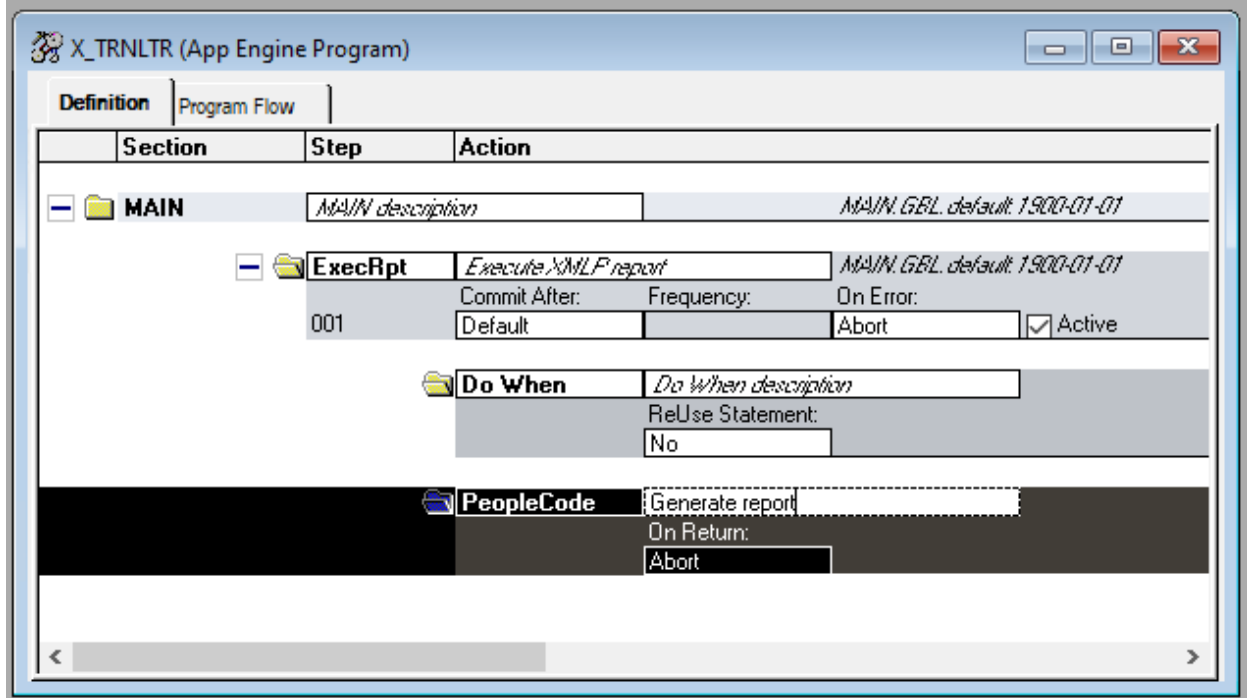 X_TRNLTR (App Engine Program)
Definition Program Flow
Section Step Action
MAIN MAIN description MAIN.GBL.default.1900-01-01
ExecRpt Execute XMLP report MAIN.GBL.default.1900-01-01
Commit After: Frequency: On Error:
001 Default Abort Active
Do When Do When description
ReUse Statement:
No
PeopleCode Generate report
On Return:
Abort